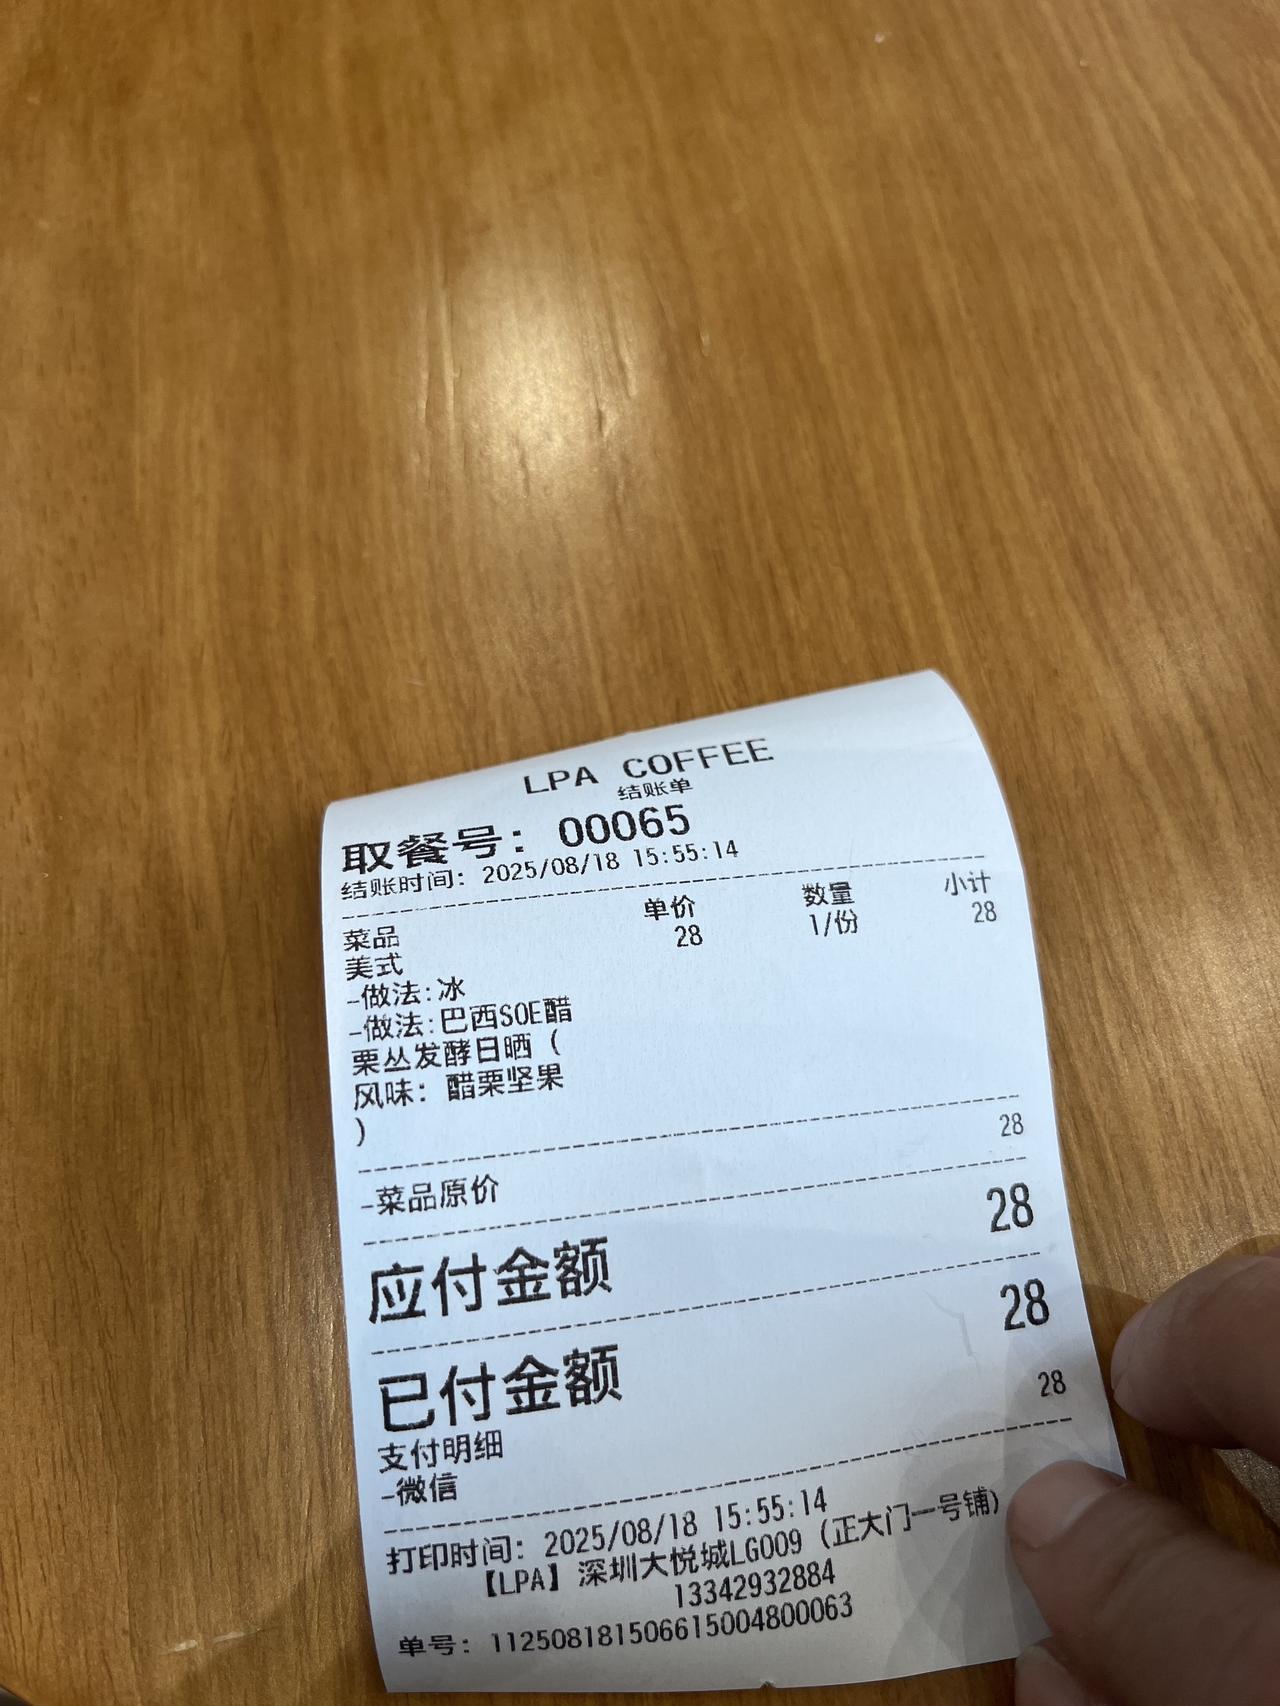 LPA COFFEE
结账单
取餐号：00065
结账时间：2025/08/18 15:55:14
菜品 单价 数量 小计
美式 28 1/份 28
-做法:冰
-做法:巴西SOE醋
栗丛发酵日晒（
风味：醋栗坚果
）
-菜品原价 28
应付金额 28
已付金额 28
支付明细
-微信 28
打印时间：2025/08/18 15:55:14
【LPA】深圳大悦城LG009（正大门一号铺）
13342932884
单号：112508181506615004800063